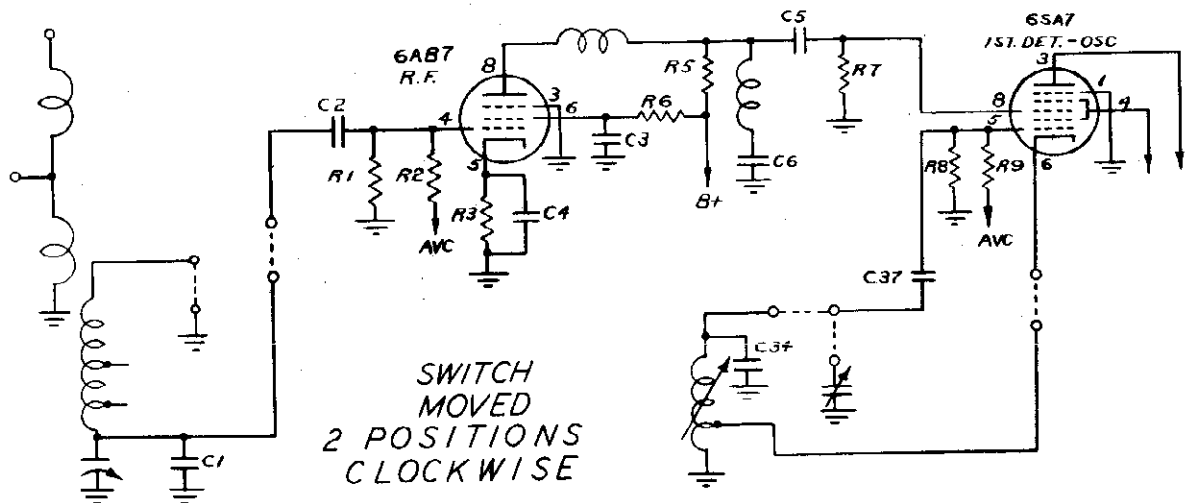 6AB7
R.F.
6SA7
1ST. DET.-OSC
C5
8
3
R5
R7
3
6
R6
1
4
C2
4
8
5
C3
C6
R1
R2
5
R3
C4
AVC
B+
R8
R9
6
AVC
C37
C34
SWITCH
MOVED
2 POSITIONS
CLOCKWISE
C1